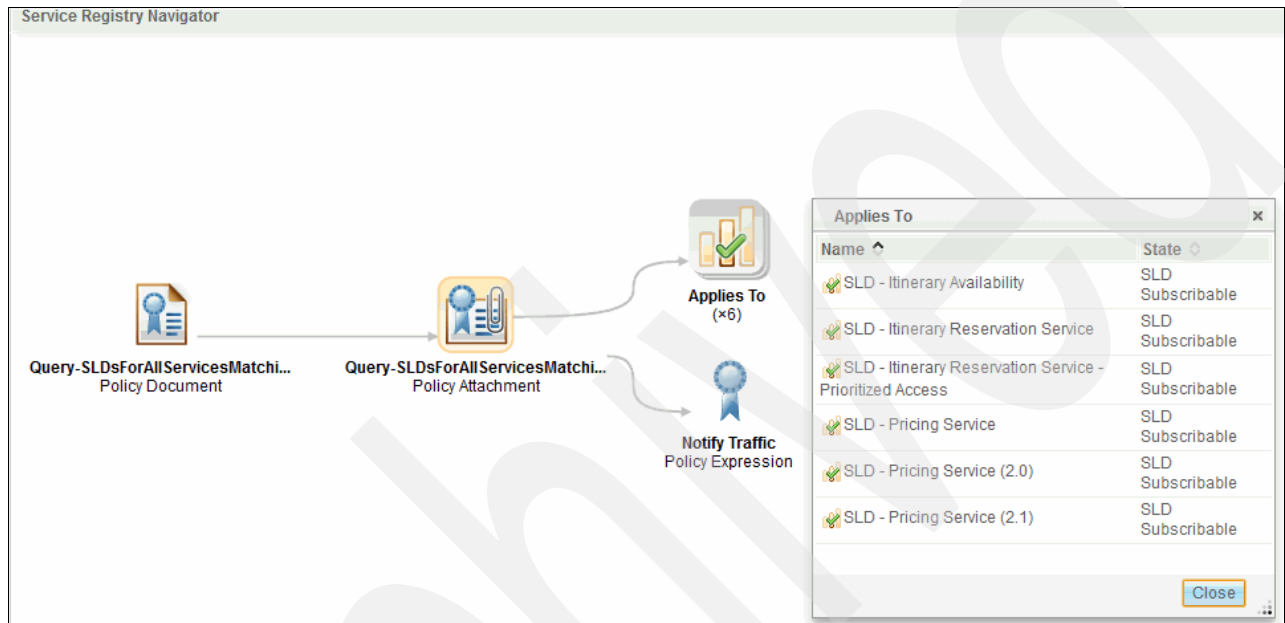 Service Registry Navigator
Query-SLDsForAllServicesMatchi...
Policy Document
Query-SLDsForAllServicesMatchi...
Policy Attachment
Applies To
(×6)
Notify Traffic
Policy Expression
Applies To ×
Name State
SLD - Itinerary Availability SLD
Subscribable
SLD - Itinerary Reservation Service SLD
Subscribable
SLD - Itinerary Reservation Service - SLD
Prioritized Access Subscribable
SLD - Pricing Service SLD
Subscribable
SLD - Pricing Service (2.0) SLD
Subscribable
SLD - Pricing Service (2.1) SLD
Subscribable
Close